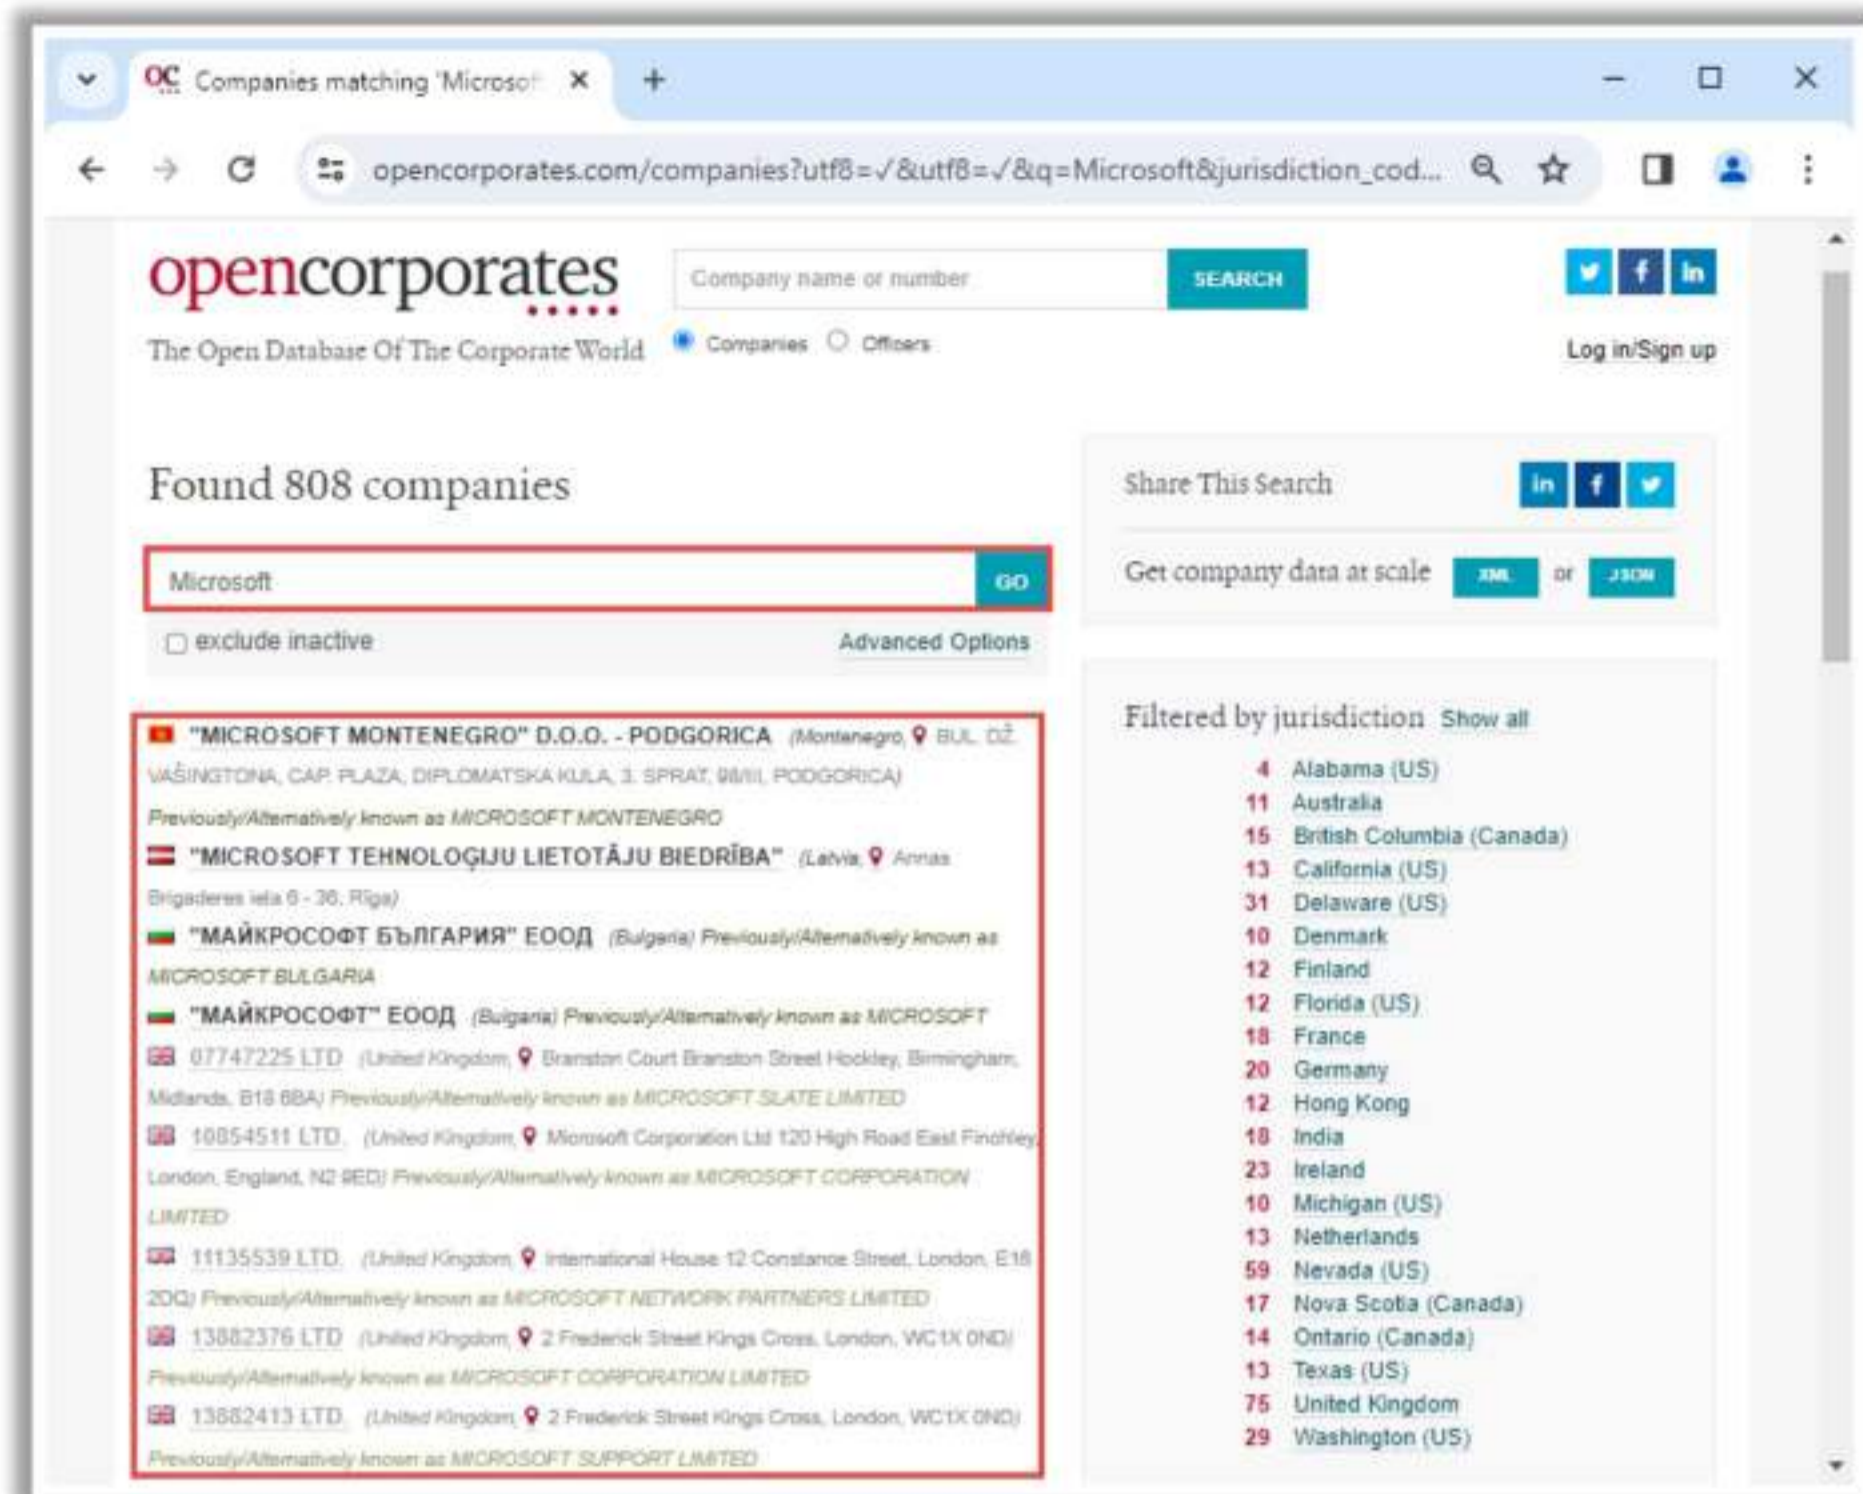 OC Companies matching 'Microsof
opencorporates.com/companies?utf8=✓&utf8=✓&q=Microsoft&jurisdiction_cod...
opencorporates
Company name or number
SEARCH
The Open Database Of The Corporate World
Companies Officers
Log in/Sign up
Found 808 companies
Microsoft GO
exclude inactive Advanced Options
"MICROSOFT MONTENEGRO" D.O.O. - PODGORICA (Montenegro, BUL. DŽ.
VAŠINGTONA, CAP. PLAZA, DIPLOMATSKA KULA, 3. SPRAT, 98/III, PODGORICA)
Previously/Alternatively known as MICROSOFT MONTENEGRO
"MICROSOFT TEHNOLOĢIJU LIETOTĀJU BIEDRĪBA" (Latvia, Annas
Brigaderes iela 6 - 36, Rīga)
"МАЙКРОСОФТ БЪЛГАРИЯ" ЕООД (Bulgaria) Previously/Alternatively known as
MICROSOFT BULGARIA
"МАЙКРОСОФТ" ЕООД (Bulgaria) Previously/Alternatively known as MICROSOFT
07747225 LTD (United Kingdom, Branston Court Branston Street Hockley, Birmingham,
Midlands, B18 6BA) Previously/Alternatively known as MICROSOFT SLATE LIMITED
10854511 LTD. (United Kingdom, Microsoft Corporation Ltd 120 High Road East Finchley,
London, England, N2 9ED) Previously/Alternatively known as MICROSOFT CORPORATION
LIMITED
11135539 LTD. (United Kingdom, International House 12 Constance Street, London, E16
2DQ) Previously/Alternatively known as MICROSOFT NETWORK PARTNERS LIMITED
13882376 LTD (United Kingdom, 2 Frederick Street Kings Cross, London, WC1X 0ND)
Previously/Alternatively known as MICROSOFT CORPORATION LIMITED
13882413 LTD. (United Kingdom, 2 Frederick Street Kings Cross, London, WC1X 0ND)
Previously/Alternatively known as MICROSOFT SUPPORT LIMITED
Share This Search
Get company data at scale XML or JSON
Filtered by jurisdiction Show all
4 Alabama (US)
11 Australia
15 British Columbia (Canada)
13 California (US)
31 Delaware (US)
10 Denmark
12 Finland
12 Florida (US)
18 France
20 Germany
12 Hong Kong
18 India
23 Ireland
10 Michigan (US)
13 Netherlands
59 Nevada (US)
17 Nova Scotia (Canada)
14 Ontario (Canada)
13 Texas (US)
75 United Kingdom
29 Washington (US)